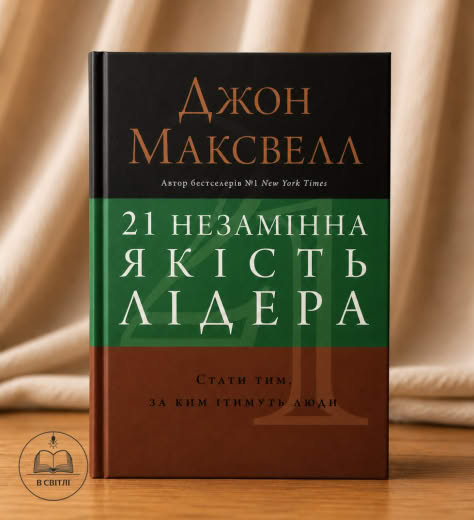 Джон
Максвелл
Автор бестселерів №1 New York Times
21 незамінна
якість
лідера
Стати тим,
за ким ітимуть люди
В СВІТЛІ